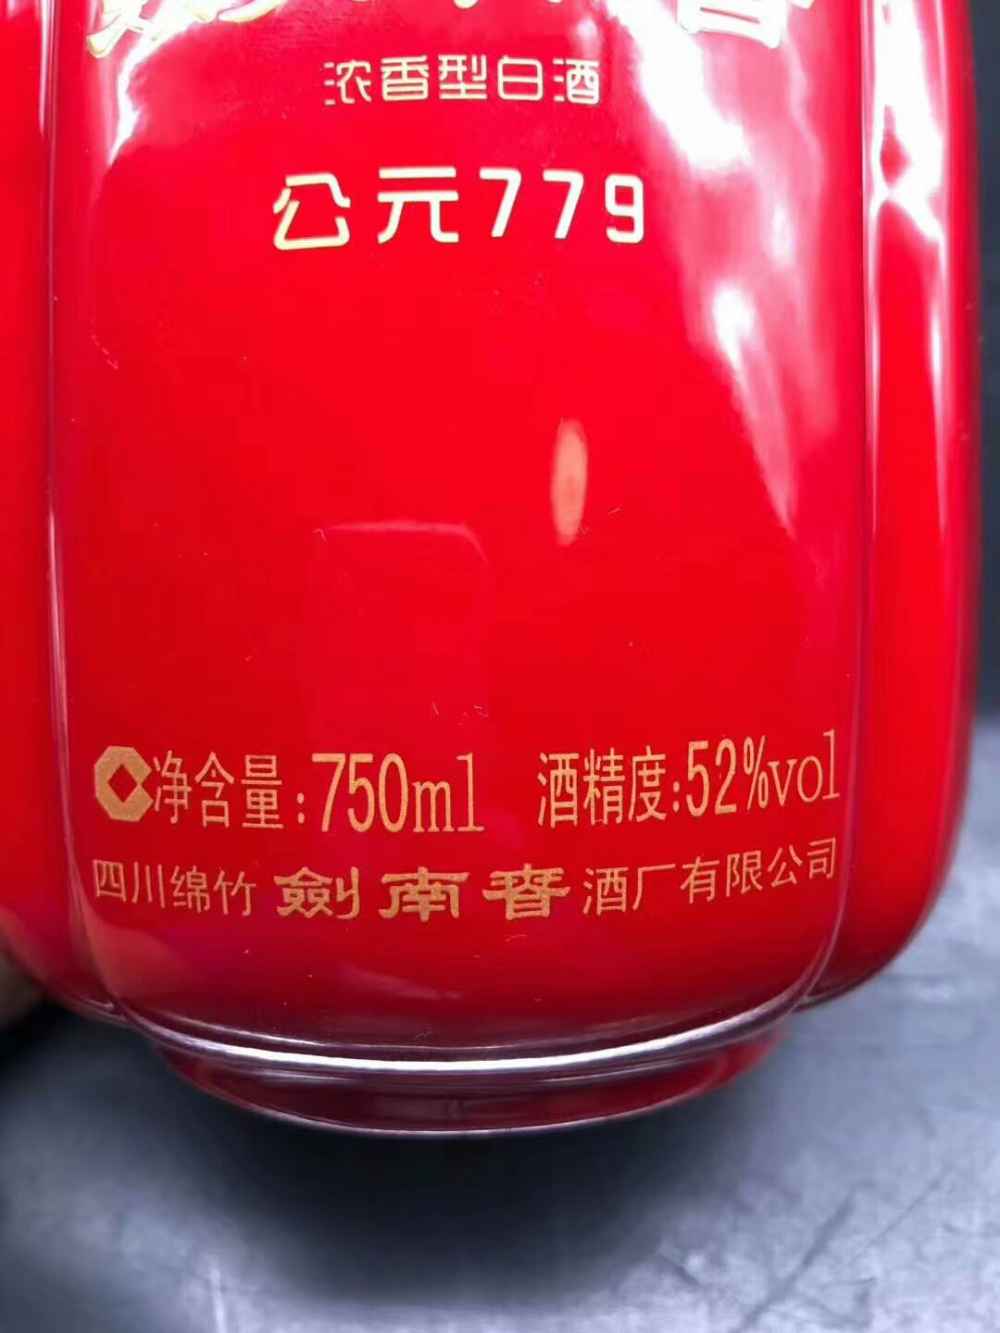 浓香型白酒
公元779
净含量:750ml 酒精度:52%vol
四川绵竹劍南春酒厂有限公司